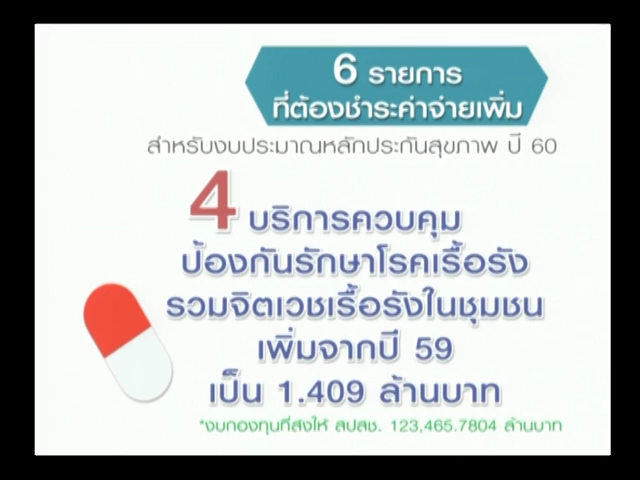 6 รายการ
ที่ต้องชำระค่าจ่ายเพิ่ม
สำหรับงบประมาณหลักประกันสุขภาพ ปี 60
4 บริการควบคุม
ป้องกันรักษาโรคเรื้อรัง
รวมจิตเวชเรื้อรังในชุมชน
เพิ่มจากปี 59
เป็น 1.409 ล้านบาท
*งบกองทุนที่ส่งให้ สปสช. 123,465.7804 ล้านบาท